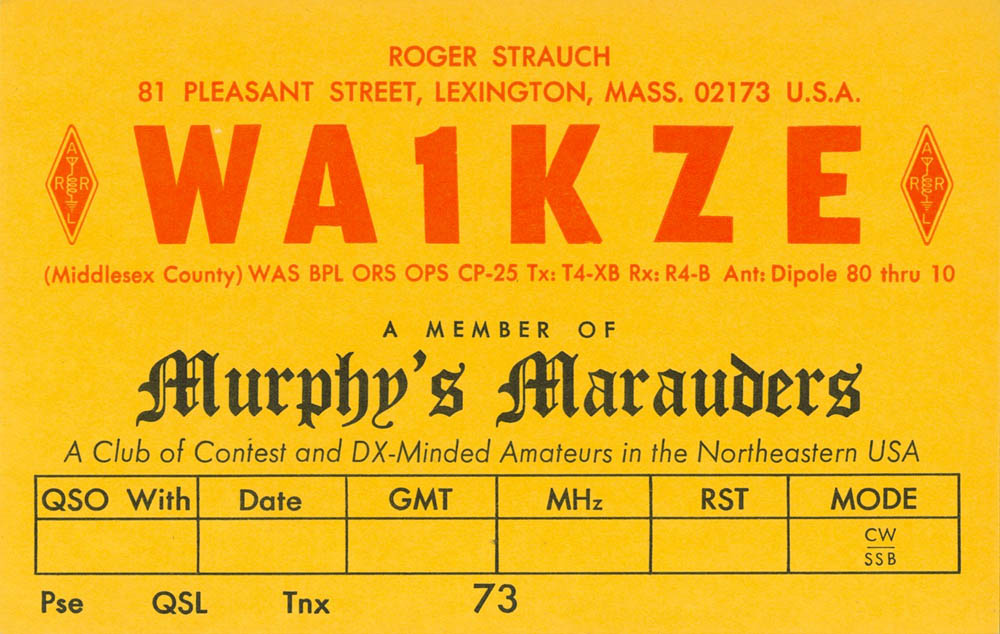 ROGER STRAUCH
81 PLEASANT STREET, LEXINGTON, MASS. 02173 U.S.A.
WA1KZE
ARRL
ARRL
(Middlesex County) WAS BPL ORS OPS CP-25 Tx: T4-XB Rx: R4-B Ant: Dipole 80 thru 10
A MEMBER OF
Murphy's Marauders
A Club of Contest and DX-Minded Amateurs in the Northeastern USA
QSO With Date GMT MHz RST MODE
CW
SSB
Pse QSL Tnx 73